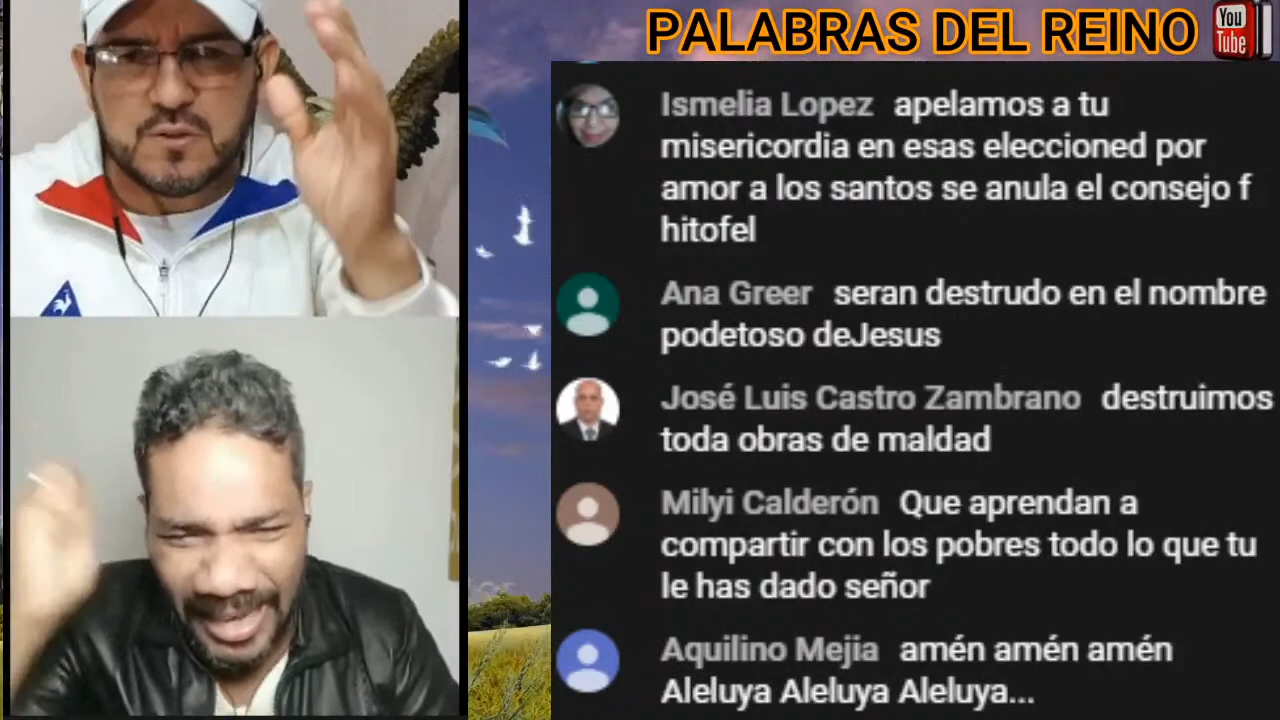 PALABRAS DEL REINO
You
Tube
Ismelia Lopez apelamos a tu
misericordia en esas eleccioned por
amor a los santos se anula el consejo f
hitofel
Ana Greer seran destrudo en el nombre
podetoso deJesus
José Luis Castro Zambrano destruimos
toda obras de maldad
Milyi Calderón Que aprendan a
compartir con los pobres todo lo que tu
le has dado señor
Aquilino Mejia amén amén amén
Aleluya Aleluya Aleluya...